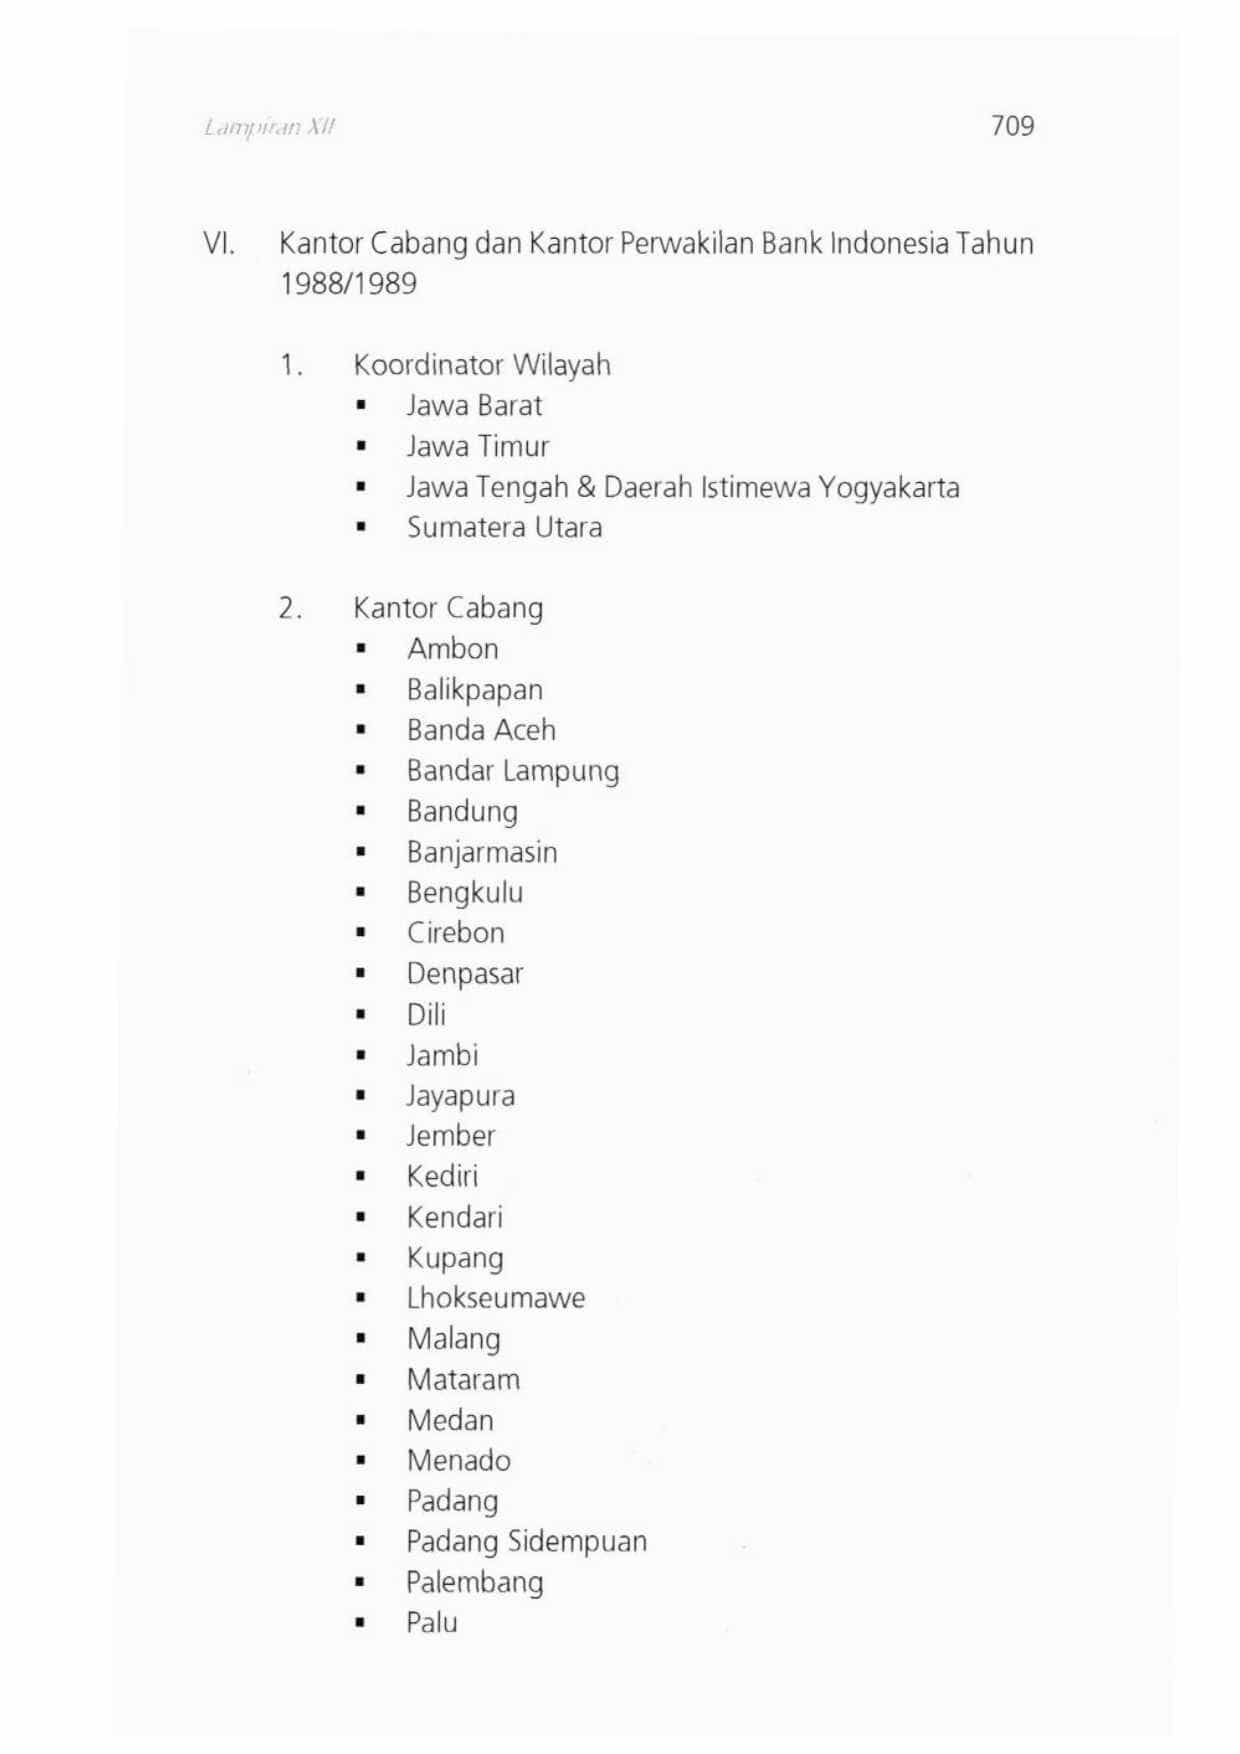 Lampiran XII
709
VI. Kantor Cabang dan Kantor Perwakilan Bank Indonesia Tahun
1988/1989
1. Koordinator Wilayah
▪ Jawa Barat
▪ Jawa Timur
▪ Jawa Tengah & Daerah Istimewa Yogyakarta
▪ Sumatera Utara
2. Kantor Cabang
▪ Ambon
▪ Balikpapan
▪ Banda Aceh
▪ Bandar Lampung
▪ Bandung
▪ Banjarmasin
▪ Bengkulu
▪ Cirebon
▪ Denpasar
▪ Dili
▪ Jambi
▪ Jayapura
▪ Jember
▪ Kediri
▪ Kendari
▪ Kupang
▪ Lhokseumawe
▪ Malang
▪ Mataram
▪ Medan
▪ Menado
▪ Padang
▪ Padang Sidempuan
▪ Palembang
▪ Palu